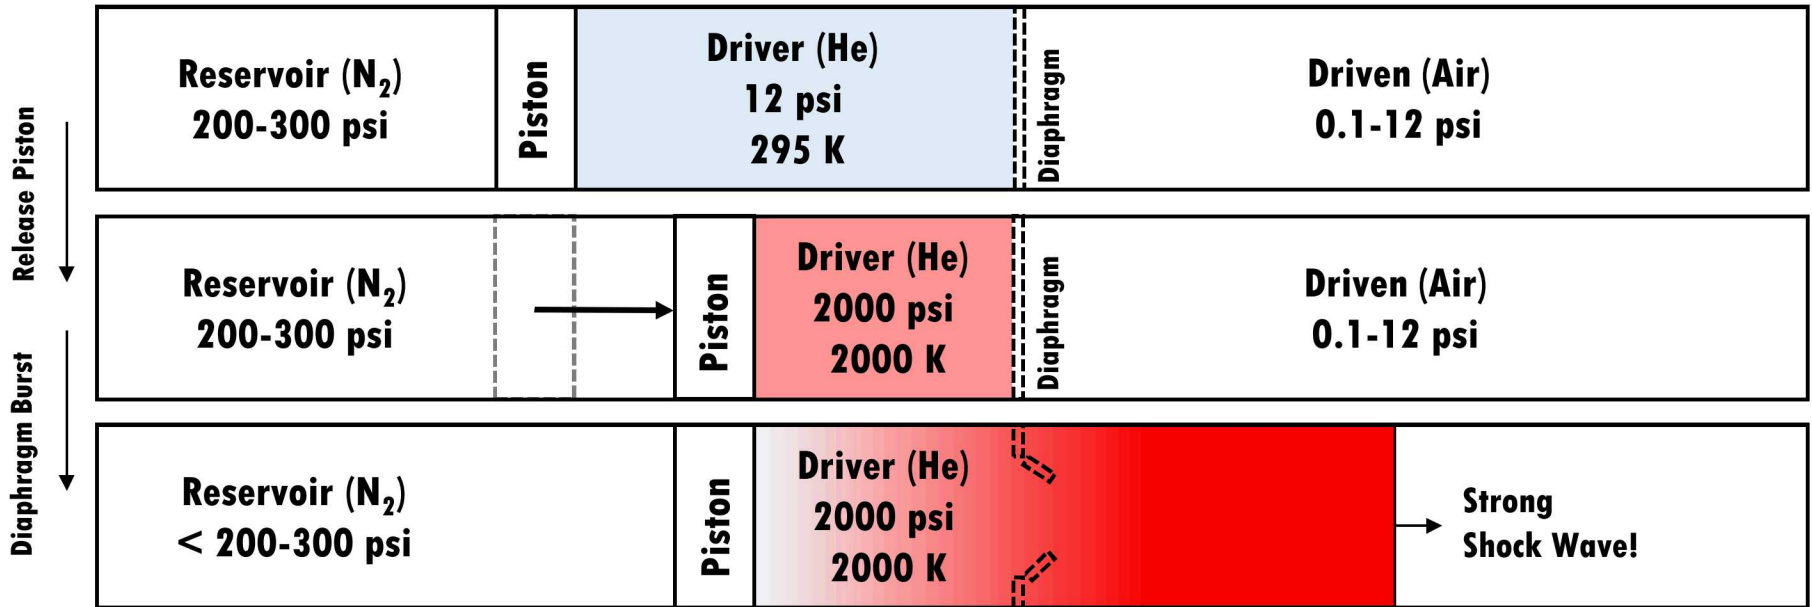 Release Piston
Diaphragm Burst
Reservoir (N₂)
200-300 psi
Piston
Driver (He)
12 psi
295 K
Diaphragm
Driven (Air)
0.1-12 psi
Reservoir (N₂)
200-300 psi
Piston
Driver (He)
2000 psi
2000 K
Diaphragm
Driven (Air)
0.1-12 psi
Reservoir (N₂)
< 200-300 psi
Piston
Driver (He)
2000 psi
2000 K
Strong
Shock Wave!